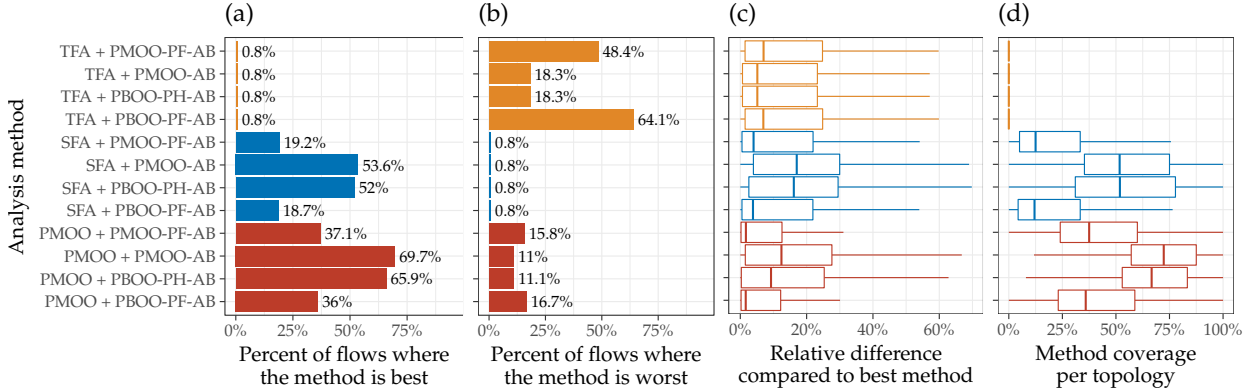 (a)
(b)
(c)
(d)
Analysis method
TFA + PMOO-PF-AB
TFA + PMOO-AB
TFA + PBOO-PH-AB
TFA + PBOO-PF-AB
SFA + PMOO-PF-AB
SFA + PMOO-AB
SFA + PBOO-PH-AB
SFA + PBOO-PF-AB
PMOO + PMOO-PF-AB
PMOO + PMOO-AB
PMOO + PBOO-PH-AB
PMOO + PBOO-PF-AB
0.8%
0.8%
0.8%
0.8%
19.2%
53.6%
52%
18.7%
37.1%
69.7%
65.9%
36%
0% 50% 75%
Percent of flows where
the method is best
48.4%
18.3%
18.3%
64.1%
0.8%
0.8%
0.8%
0.8%
15.8%
11%
11.1%
16.7%
0% 50% 75%
Percent of flows where
the method is worst
0% 20% 40% 60%
Relative difference
compared to best method
0% 25% 50% 75% 100%
Method coverage
per topology